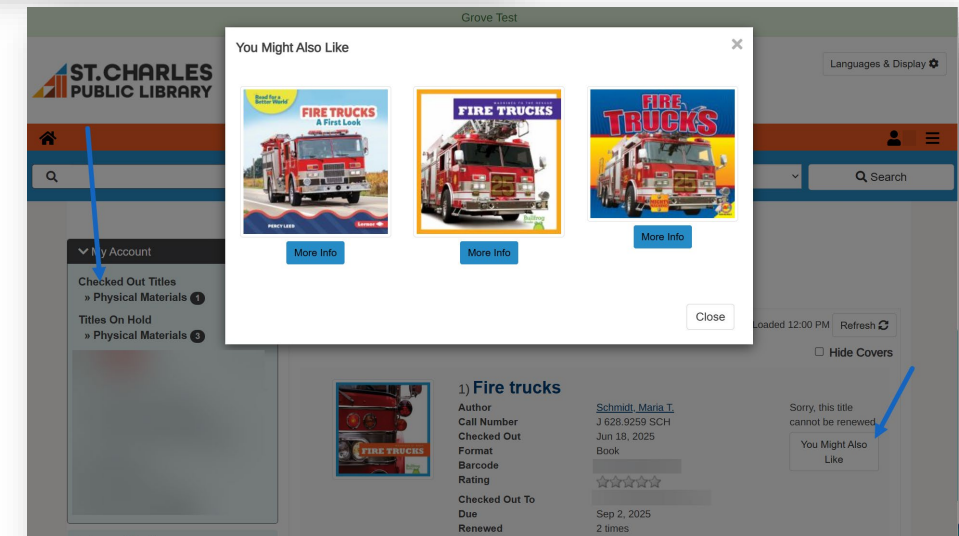 Grove Test
You Might Also Like
×
ST.CHARLES
PUBLIC LIBRARY
Languages & Display
Read for a
Better World
FIRE TRUCKS
A First Look
PERCY LEED
Lerner
MACHINES TO THE RESCUE
FIRE TRUCKS
Bullfrog
FIRE
TRUCKS
More Info
More Info
More Info
Close
Search
My Account
Checked Out Titles
» Physical Materials 1
Titles On Hold
» Physical Materials 3
Loaded 12:00 PM Refresh
Hide Covers
FIRE TRUCKS
1) Fire trucks
Author Schmidt, Maria T.
Call Number J 628.9259 SCH
Checked Out Jun 18, 2025
Format Book
Barcode
Rating
Checked Out To
Due Sep 2, 2025
Renewed 2 times
Sorry, this title
cannot be renewed.
You Might Also
Like